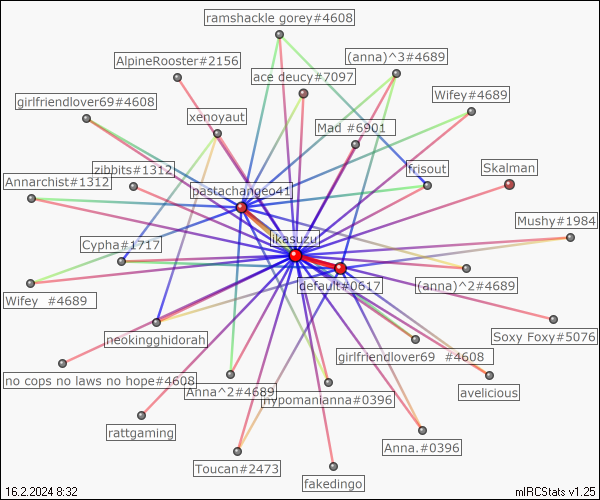 ramshackle gorey#4608
(anna)^3#4689
AlpineRooster#2156
ace deucy#7097
Wifey#4689
girlfriendlover69#4608
xenoyaut
Mad #6901
zibbits#1312
frisout
Skalman
Annarchist#1312
pastachangeo41
Mushy#1984
ikasuzu
Cypha#1717
default#0617
(anna)^2#4689
Wifey #4689
Soxy Foxy#5076
neokingghidorah
girlfriendlover69 #4608
no cops no laws no hope#4608
Anna^2#4689
hypomanianna#0396
avelicious
rattgaming
Anna.#0396
Toucan#2473
fakedingo
16.2.2024 8:32
mIRCStats v1.25